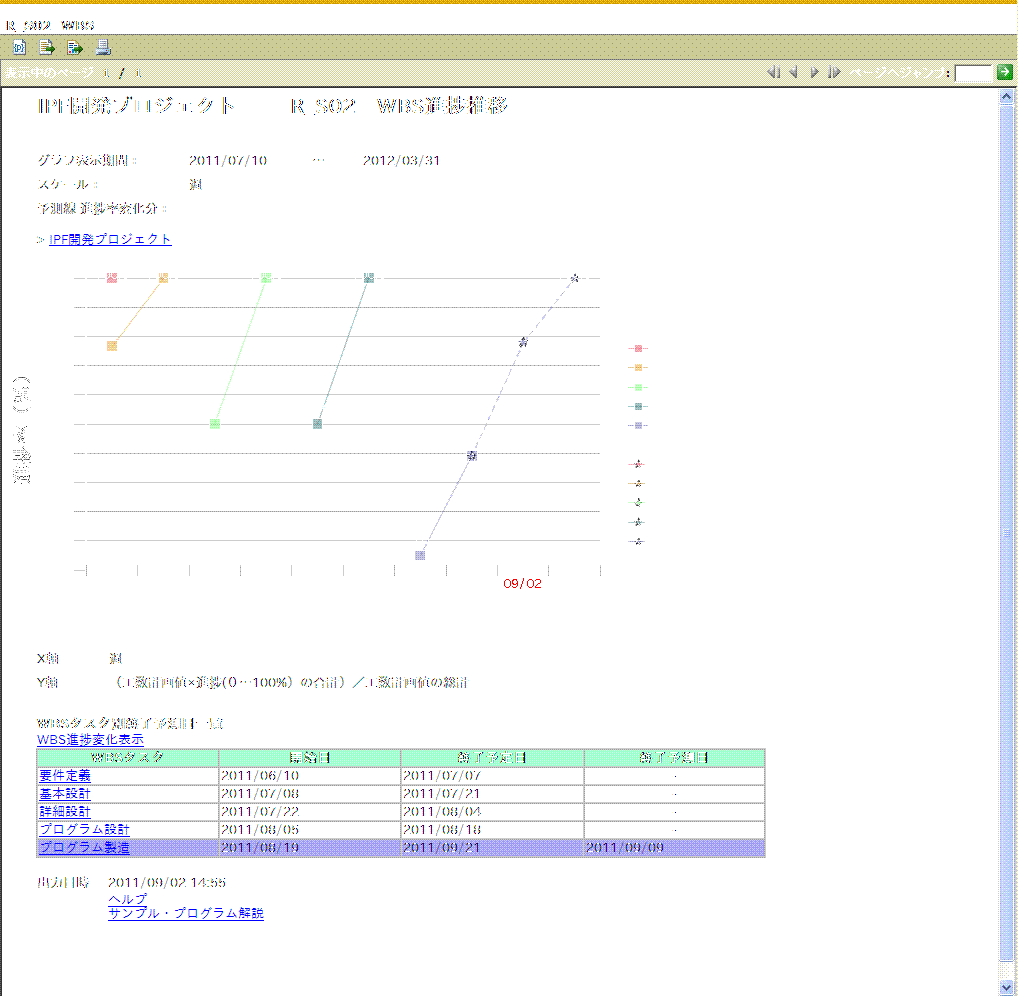 R_S02 WBS
表示中のページ 1 / 1 ページへジャンプ:
IPF開発プロジェクト R_S02 WBS進捗推移
グラフ表示期間: 2011/07/10 … 2012/03/31
スケール: 週
予測線 進捗率変化分:
> IPF開発プロジェクト
進捗率 (%)
09/02
X軸 週
Y軸 (工数計画値×進捗(0…100%)の合計)/工数計画値の総計
WBSタスク別終了予測日一覧
WBS進捗変化表示
WBSタスク 開始日 終了予定日 終了予測日
要件定義 2011/06/10 2011/07/07 -
基本設計 2011/07/08 2011/07/21 -
詳細設計 2011/07/22 2011/08/04 -
プログラム設計 2011/08/05 2011/08/18 -
プログラム製造 2011/08/19 2011/09/21 2011/09/09
出力日時 2011/09/02 14:55
ヘルプ
サンプル・プログラム解説